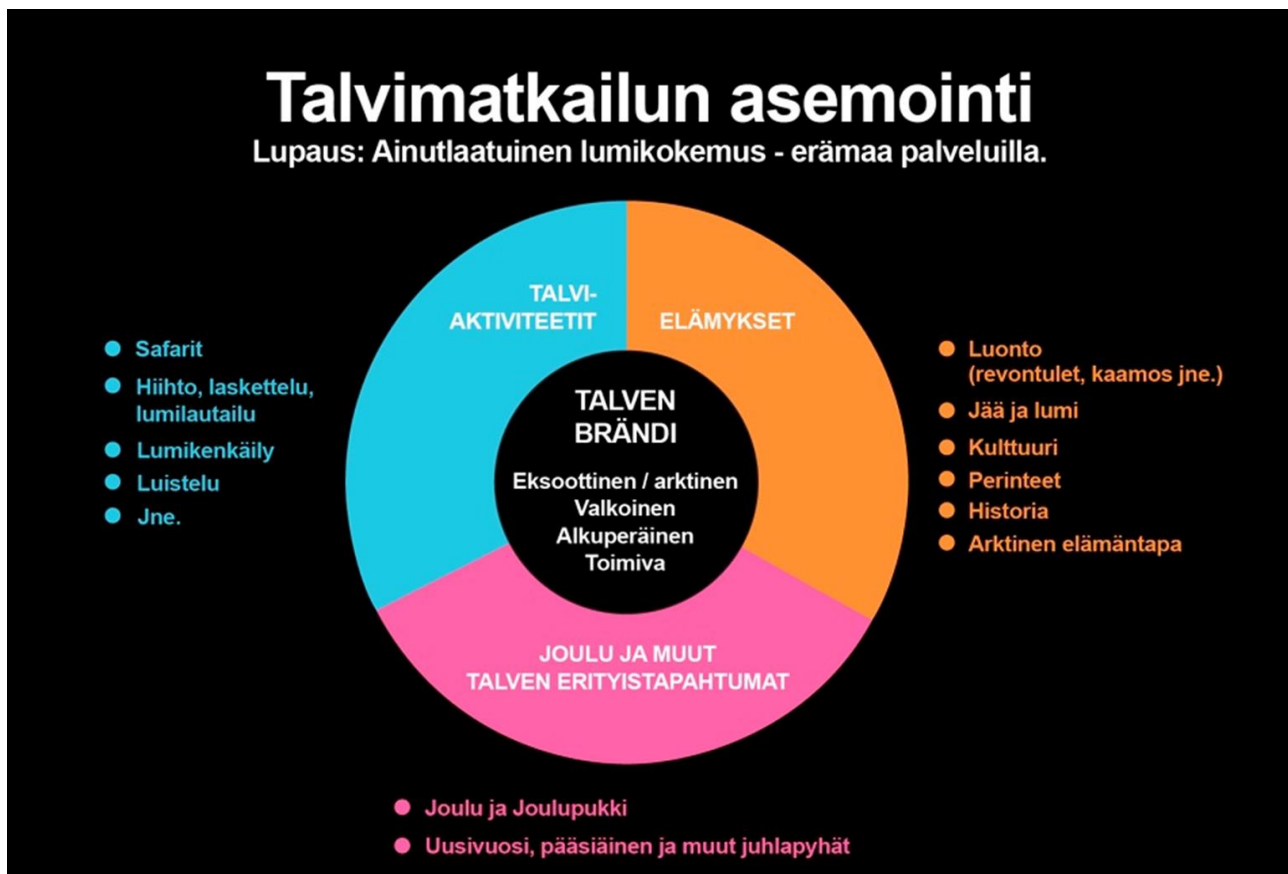 Talvimatkailun asemointi
Lupaus: Ainutlaatuinen lumikokemus - erämaa palveluilla.
TALVI-
AKTIVITEETIT
ELÄMYKSET
Safarit
Hiihto, laskettelu,
lumilautailu
Lumikenkäily
Luistelu
Jne.
TALVEN
BRÄNDI
Eksoottinen / arktinen
Valkoinen
Alkuperäinen
Toimiva
Luonto
(revontulet, kaamos jne.)
Jää ja lumi
Kulttuuri
Perinteet
Historia
Arktinen elämäntapa
JOULU JA MUUT
TALVEN ERITYISTAPAHTUMAT
Joulu ja Joulupukki
Uusivuosi, pääsiäinen ja muut juhlapyhät